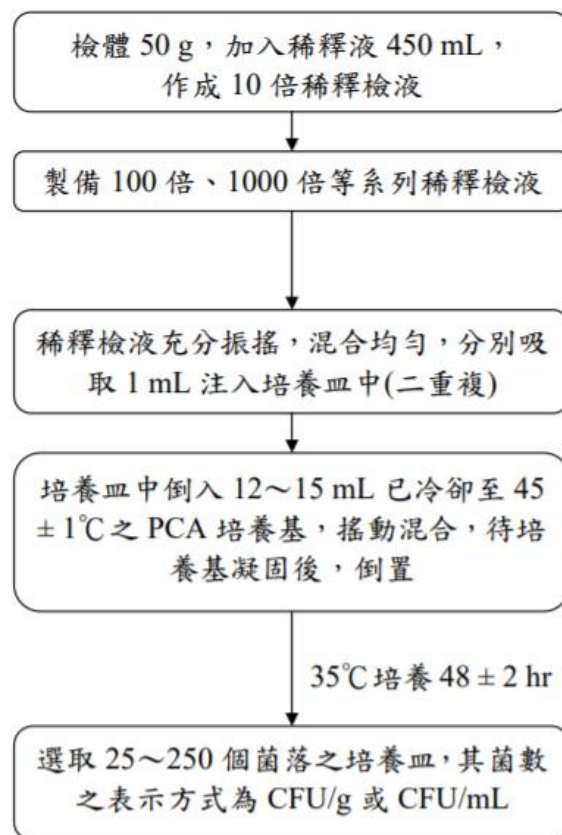 檢體 50 g，加入稀釋液 450 mL，
作成 10 倍稀釋檢液
製備 100 倍、1000 倍等系列稀釋檢液
稀釋檢液充分振搖，混合均勻，分別吸
取 1 mL 注入培養皿中(二重複)
培養皿中倒入 12～15 mL 已冷卻至 45
± 1℃之 PCA 培養基，搖動混合，待培
養基凝固後，倒置
35℃培養 48 ± 2 hr
選取 25～250 個菌落之培養皿，其菌數
之表示方式為 CFU/g 或 CFU/mL